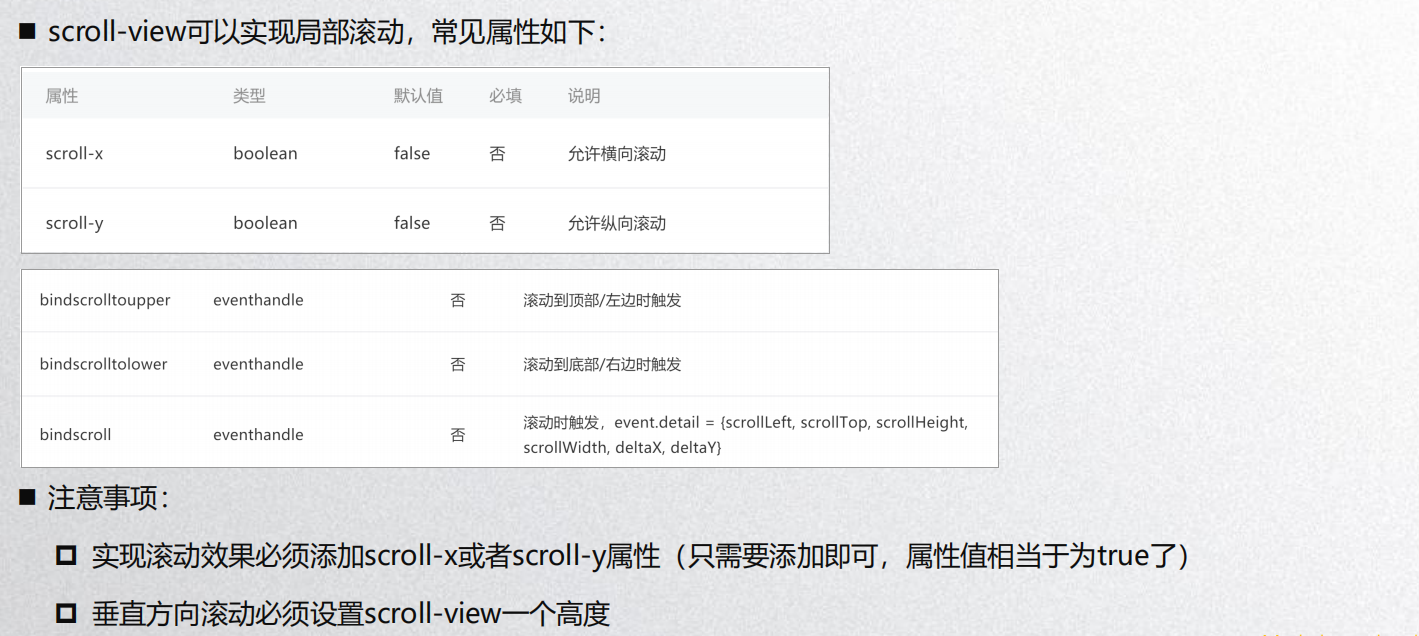 ■ scroll-view可以实现局部滚动，常见属性如下：
属性 类型 默认值 必填 说明
scroll-x boolean false 否 允许横向滚动
scroll-y boolean false 否 允许纵向滚动
bindscrolltoupper eventhandle 否 滚动到顶部/左边时触发
bindscrolltolower eventhandle 否 滚动到底部/右边时触发
bindscroll eventhandle 否 滚动时触发，event.detail = {scrollLeft, scrollTop, scrollHeight,
scrollWidth, deltaX, deltaY}
■ 注意事项：
实现滚动效果必须添加scroll-x或者scroll-y属性（只需要添加即可，属性值相当于为true了）
垂直方向滚动必须设置scroll-view一个高度